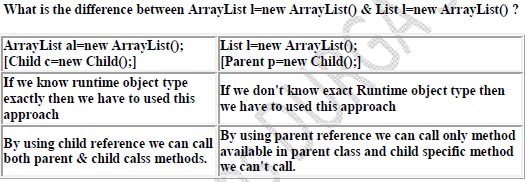 What is the difference between ArrayList l=new ArrayList() & List l=new ArrayList() ?
ArrayList al=new ArrayList();
[Child c=new Child();]
List l=new ArrayList();
[Parent p=new Child();]
If we know runtime object type
exactly then we have to used this
approach
If we don't know exact Runtime object type then
we have to used this approach
By using child reference we can call
both parent & child calss methods.
By using parent reference we can call only method
available in parent class and child specific method
we can't call.
DURGA